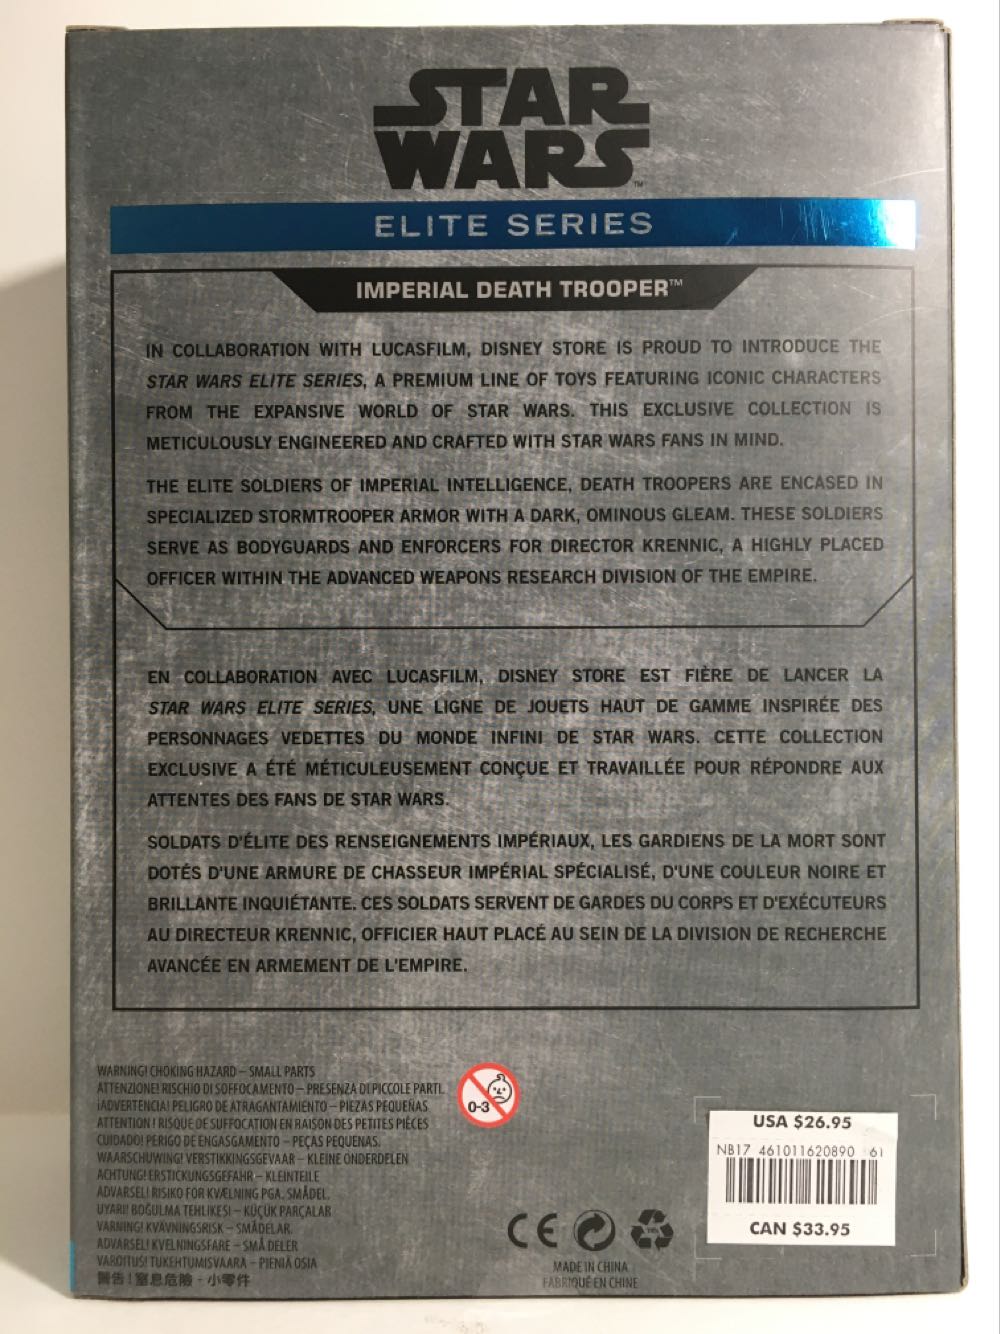 STAR
WARS™
ELITE SERIES
IMPERIAL DEATH TROOPER™
IN COLLABORATION WITH LUCASFILM, DISNEY STORE IS PROUD TO INTRODUCE THE
STAR WARS ELITE SERIES, A PREMIUM LINE OF TOYS FEATURING ICONIC CHARACTERS
FROM THE EXPANSIVE WORLD OF STAR WARS. THIS EXCLUSIVE COLLECTION IS
METICULOUSLY ENGINEERED AND CRAFTED WITH STAR WARS FANS IN MIND.
THE ELITE SOLDIERS OF IMPERIAL INTELLIGENCE, DEATH TROOPERS ARE ENCASED IN
SPECIALIZED STORMTROOPER ARMOR WITH A DARK, OMINOUS GLEAM. THESE SOLDIERS
SERVE AS BODYGUARDS AND ENFORCERS FOR DIRECTOR KRENNIC, A HIGHLY PLACED
OFFICER WITHIN THE ADVANCED WEAPONS RESEARCH DIVISION OF THE EMPIRE.
EN COLLABORATION AVEC LUCASFILM, DISNEY STORE EST FIÈRE DE LANCER LA
STAR WARS ELITE SERIES, UNE LIGNE DE JOUETS HAUT DE GAMME INSPIRÉE DES
PERSONNAGES VEDETTES DU MONDE INFINI DE STAR WARS. CETTE COLLECTION
EXCLUSIVE A ÉTÉ MÉTICULEUSEMENT CONÇUE ET TRAVAILLÉE POUR RÉPONDRE AUX
ATTENTES DES FANS DE STAR WARS.
SOLDATS D'ÉLITE DES RENSEIGNEMENTS IMPÉRIAUX, LES GARDIENS DE LA MORT SONT
DOTÉS D'UNE ARMURE DE CHASSEUR IMPÉRIAL SPÉCIALISÉ, D'UNE COULEUR NOIRE ET
BRILLANTE INQUIÉTANTE. CES SOLDATS SERVENT DE GARDES DU CORPS ET D'EXÉCUTEURS
AU DIRECTEUR KRENNIC, OFFICIER HAUT PLACÉ AU SEIN DE LA DIVISION DE RECHERCHE
AVANCÉE EN ARMEMENT DE L'EMPIRE.
WARNING! CHOKING HAZARD – SMALL PARTS
ATTENZIONE! RISCHIO DI SOFFOCAMENTO – PRESENZA DI PICCOLE PARTI.
¡ADVERTENCIA! PELIGRO DE ATRAGANTAMIENTO – PIEZAS PEQUEÑAS
ATTENTION ! RISQUE DE SUFFOCATION EN RAISON DES PETITES PIÈCES
CUIDADO! PERIGO DE ENGASGAMENTO – PEÇAS PEQUENAS.
WAARSCHUWING! VERSTIKKINGSGEVAAR – KLEINE ONDERDELEN
ACHTUNG! ERSTICKUNGSGEFAHR – KLEINTEILE
ADVARSEL! RISIKO FOR KVÆLNING PGA. SMÅDEL.
UYARI! BOĞULMA TEHLIKESI – KÜÇÜK PARÇALAR
VARNING! KVÄVNINGSRISK – SMÅDELAR.
ADVARSEL! KVELNINGSFARE – SMÅ DELER
VAROITUS! TUKEHTUMISVAARA – PIENIÄ OSIA
警告！窒息危險 - 小零件
0-3
CE
MADE IN CHINA
FABRIQUÉ EN CHINE
USA $26.95
NB17 461011620890 61
CAN $33.95